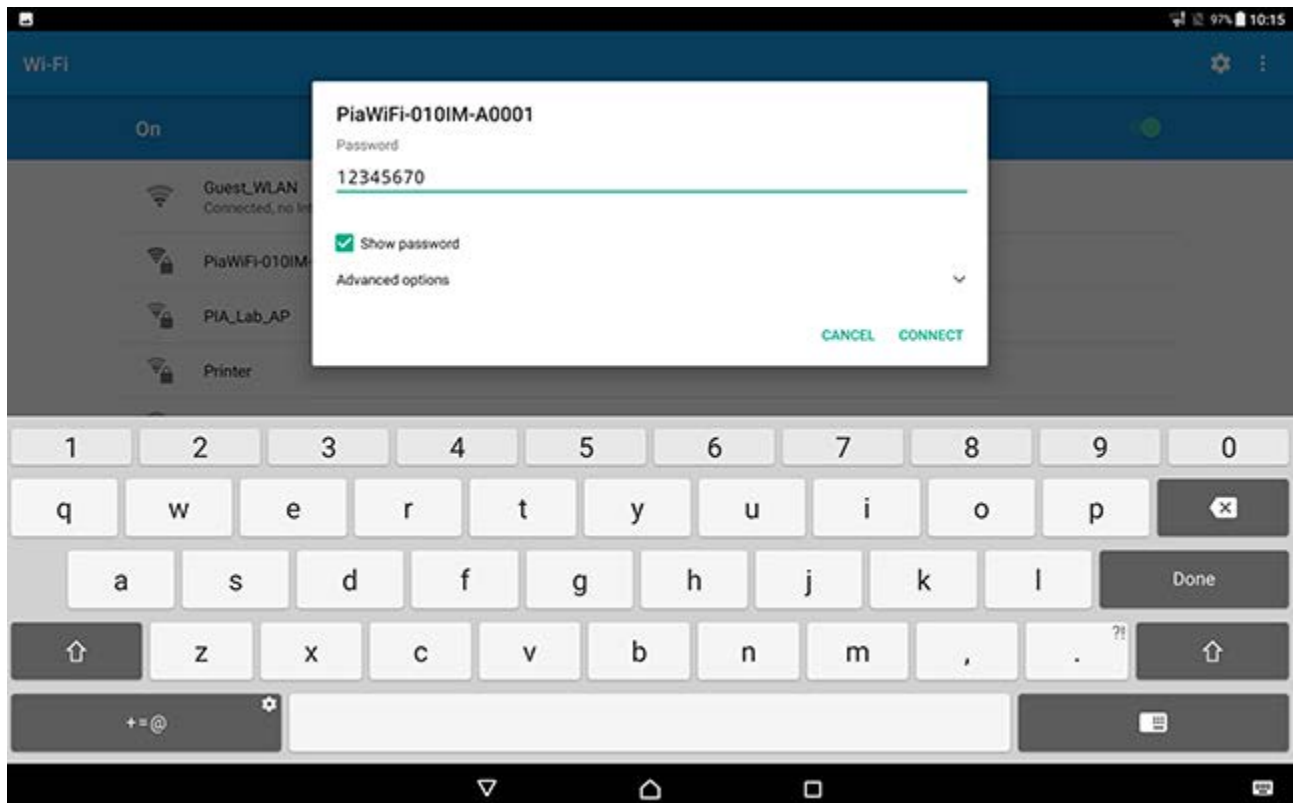 97% 10:15
Wi-Fi
On
PiaWiFi-010IM-A0001
Password
12345670
Show password
Advanced options
CANCEL CONNECT
Guest_WLAN
Connected, no
PiaWiFi-010IM-
PIA_Lab_AP
Printer
1 2 3 4 5 6 7 8 9 0
q w e r t y u i o p
a s d f g h j k l Done
z x c v b n m , . ?!
+=@